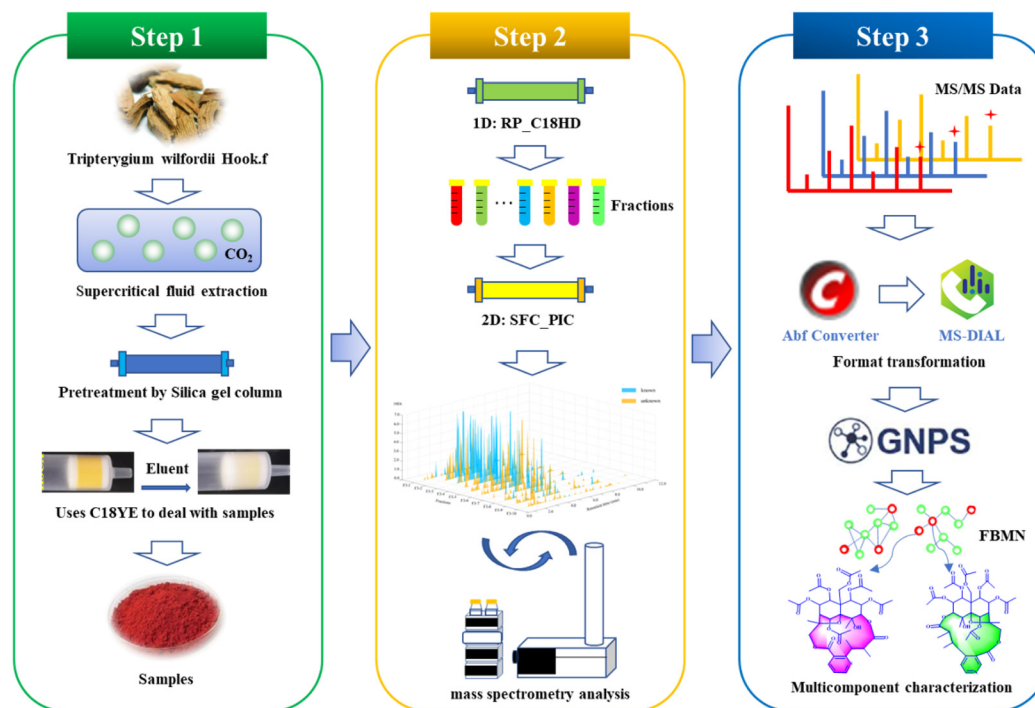 Step 1
Tripterygium wilfordii Hook.f
CO₂
Supercritical fluid extraction
Pretreatment by Silica gel column
Eluent
Uses C18YE to deal with samples
Samples
Step 2
1D: RP_C18HD
...
Fractions
2D: SFC_PIC
known
unknown
mass spectrometry analysis
Step 3
MS/MS Data
Abf Converter
MS-DIAL
Format transformation
GNPS
FBMN
Multicomponent characterization